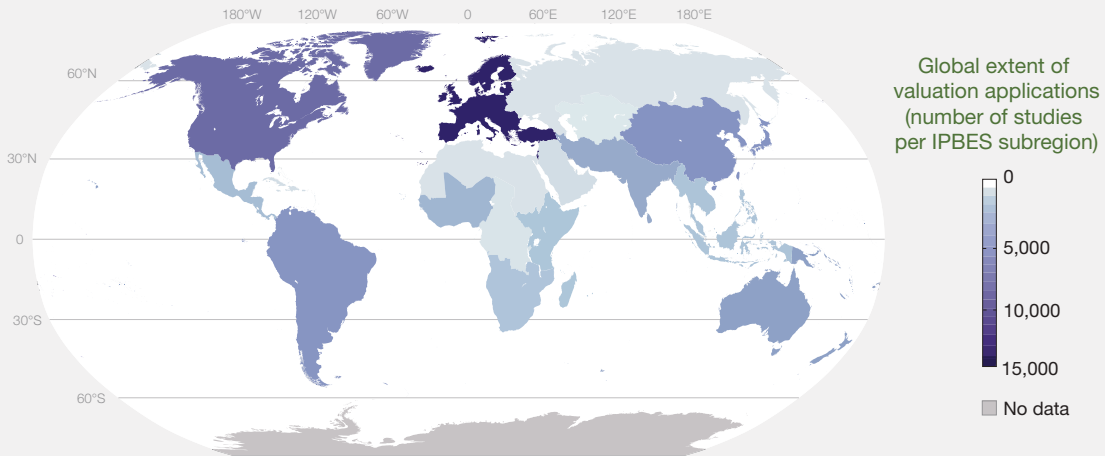 180°W 120°W 60°W 0 60°E 120°E 180°E
60°N
30°N
0
30°S
60°S
Global extent of
valuation applications
(number of studies
per IPBES subregion)
0
5,000
10,000
15,000
No data